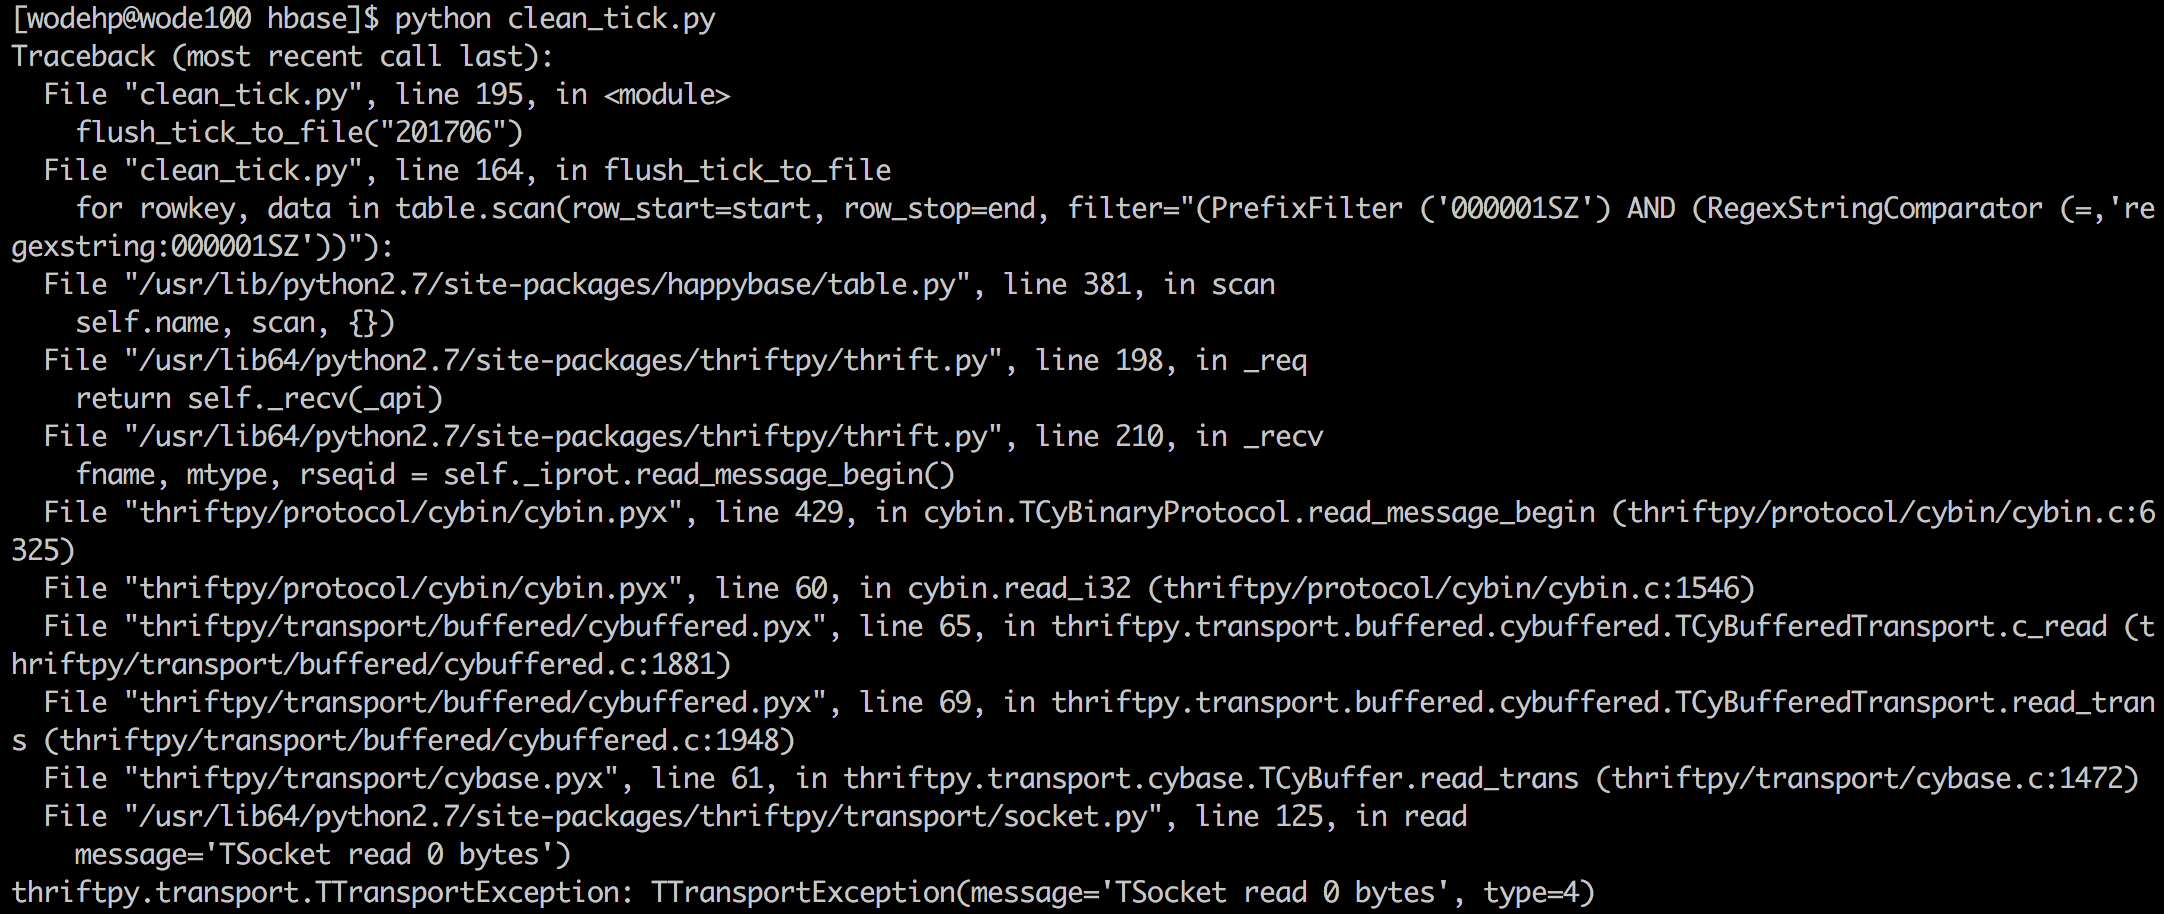 [wodehp@wode100 hbase]$ python clean_tick.py
Traceback (most recent call last):
  File "clean_tick.py", line 195, in <module>
    flush_tick_to_file("201706")
  File "clean_tick.py", line 164, in flush_tick_to_file
    for rowkey, data in table.scan(row_start=start, row_stop=end, filter="(PrefixFilter ('000001SZ') AND (RegexStringComparator (=,'re
gexstring:000001SZ'))"):
  File "/usr/lib/python2.7/site-packages/happybase/table.py", line 381, in scan
    self.name, scan, {})
  File "/usr/lib64/python2.7/site-packages/thriftpy/thrift.py", line 198, in _req
    return self._recv(_api)
  File "/usr/lib64/python2.7/site-packages/thriftpy/thrift.py", line 210, in _recv
    fname, mtype, rseqid = self._iprot.read_message_begin()
  File "thriftpy/protocol/cybin/cybin.pyx", line 429, in cybin.TCyBinaryProtocol.read_message_begin (thriftpy/protocol/cybin/cybin.c:6
325)
  File "thriftpy/protocol/cybin/cybin.pyx", line 60, in cybin.read_i32 (thriftpy/protocol/cybin/cybin.c:1546)
  File "thriftpy/transport/buffered/cybuffered.pyx", line 65, in thriftpy.transport.buffered.cybuffered.TCyBufferedTransport.c_read (t
hriftpy/transport/buffered/cybuffered.c:1881)
  File "thriftpy/transport/buffered/cybuffered.pyx", line 69, in thriftpy.transport.buffered.cybuffered.TCyBufferedTransport.read_tran
s (thriftpy/transport/buffered/cybuffered.c:1948)
  File "thriftpy/transport/cybase.pyx", line 61, in thriftpy.transport.cybase.TCyBuffer.read_trans (thriftpy/transport/cybase.c:1472)
  File "/usr/lib64/python2.7/site-packages/thriftpy/transport/socket.py", line 125, in read
    message='TSocket read 0 bytes')
thriftpy.transport.TTransportException: TTransportException(message='TSocket read 0 bytes', type=4)